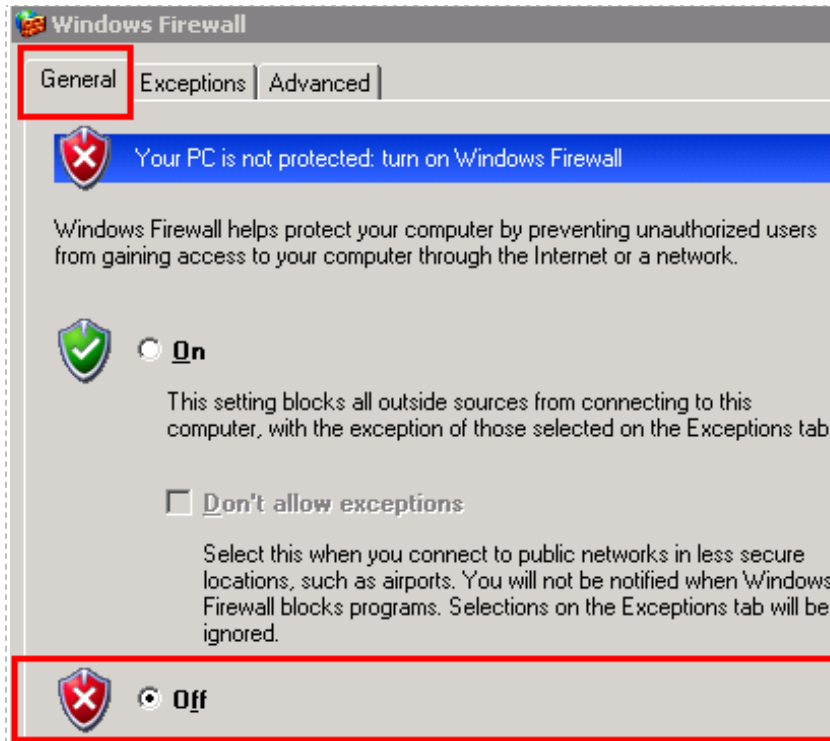 Windows Firewall
General Exceptions Advanced
Your PC is not protected: turn on Windows Firewall
Windows Firewall helps protect your computer by preventing unauthorized users
from gaining access to your computer through the Internet or a network.
On
This setting blocks all outside sources from connecting to this
computer, with the exception of those selected on the Exceptions tab
Don't allow exceptions
Select this when you connect to public networks in less secure
locations, such as airports. You will not be notified when Windows
Firewall blocks programs. Selections on the Exceptions tab will be
ignored.
Off